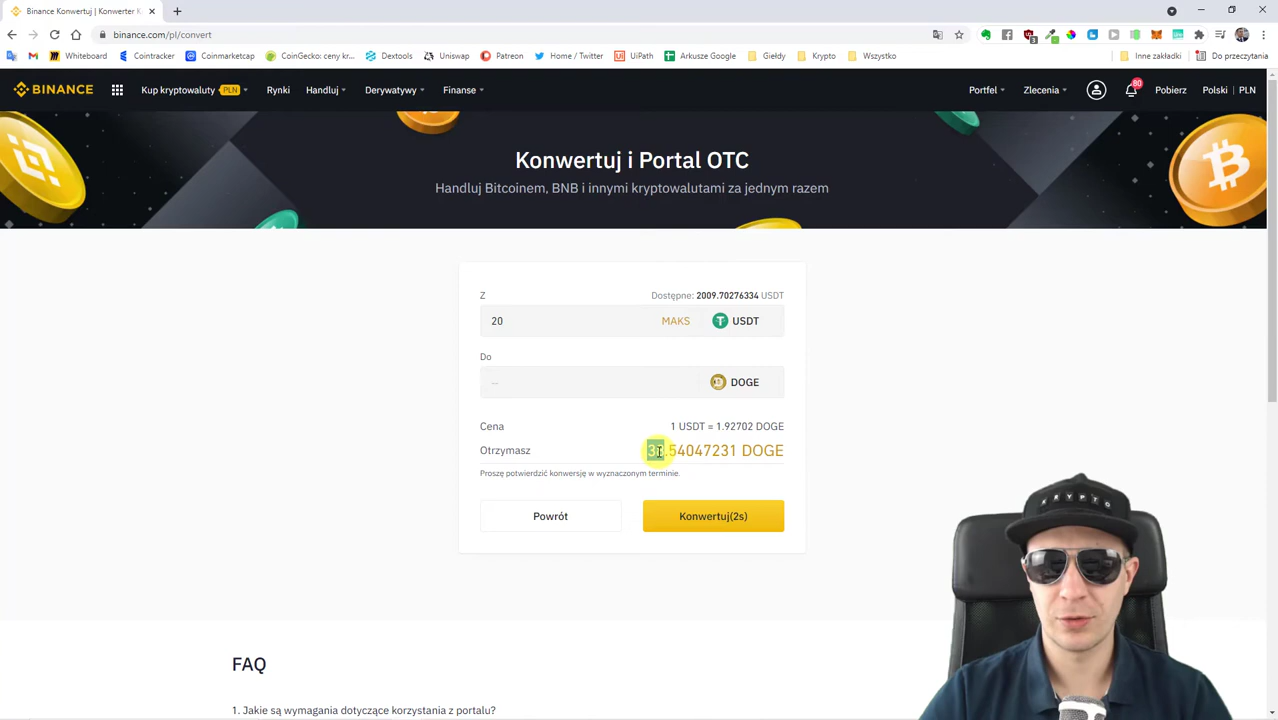 Binance Konwertuj | Konwerter K
binance.com/pl/convert
Whiteboard Cointracker Coinmarketcap CoinGecko: ceny kr... Dextools Uniswap Patreon Home / Twitter UiPath Arkusze Google Giełdy Krypto Wszystko Inne zakładki Do przeczytania
BINANCE Kup kryptowaluty PLN Rynki Handluj Derywatywy Finanse Portfel Zlecenia 80 Pobierz Polski PLN
Konwertuj i Portal OTC
Handluj Bitcoinem, BNB i innymi kryptowalutami za jednym razem
Z Dostępne: 2009.70276334 USDT
20 MAKS USDT
Do
-- DOGE
Cena 1 USDT = 1.92702 DOGE
Otrzymasz .54047231 DOGE
Proszę potwierdzić konwersję w wyznaczonym terminie.
Powrót Konwertuj(2s)
KRYPTO
FAQ
1. Jakie są wymagania dotyczące korzystania z portalu?